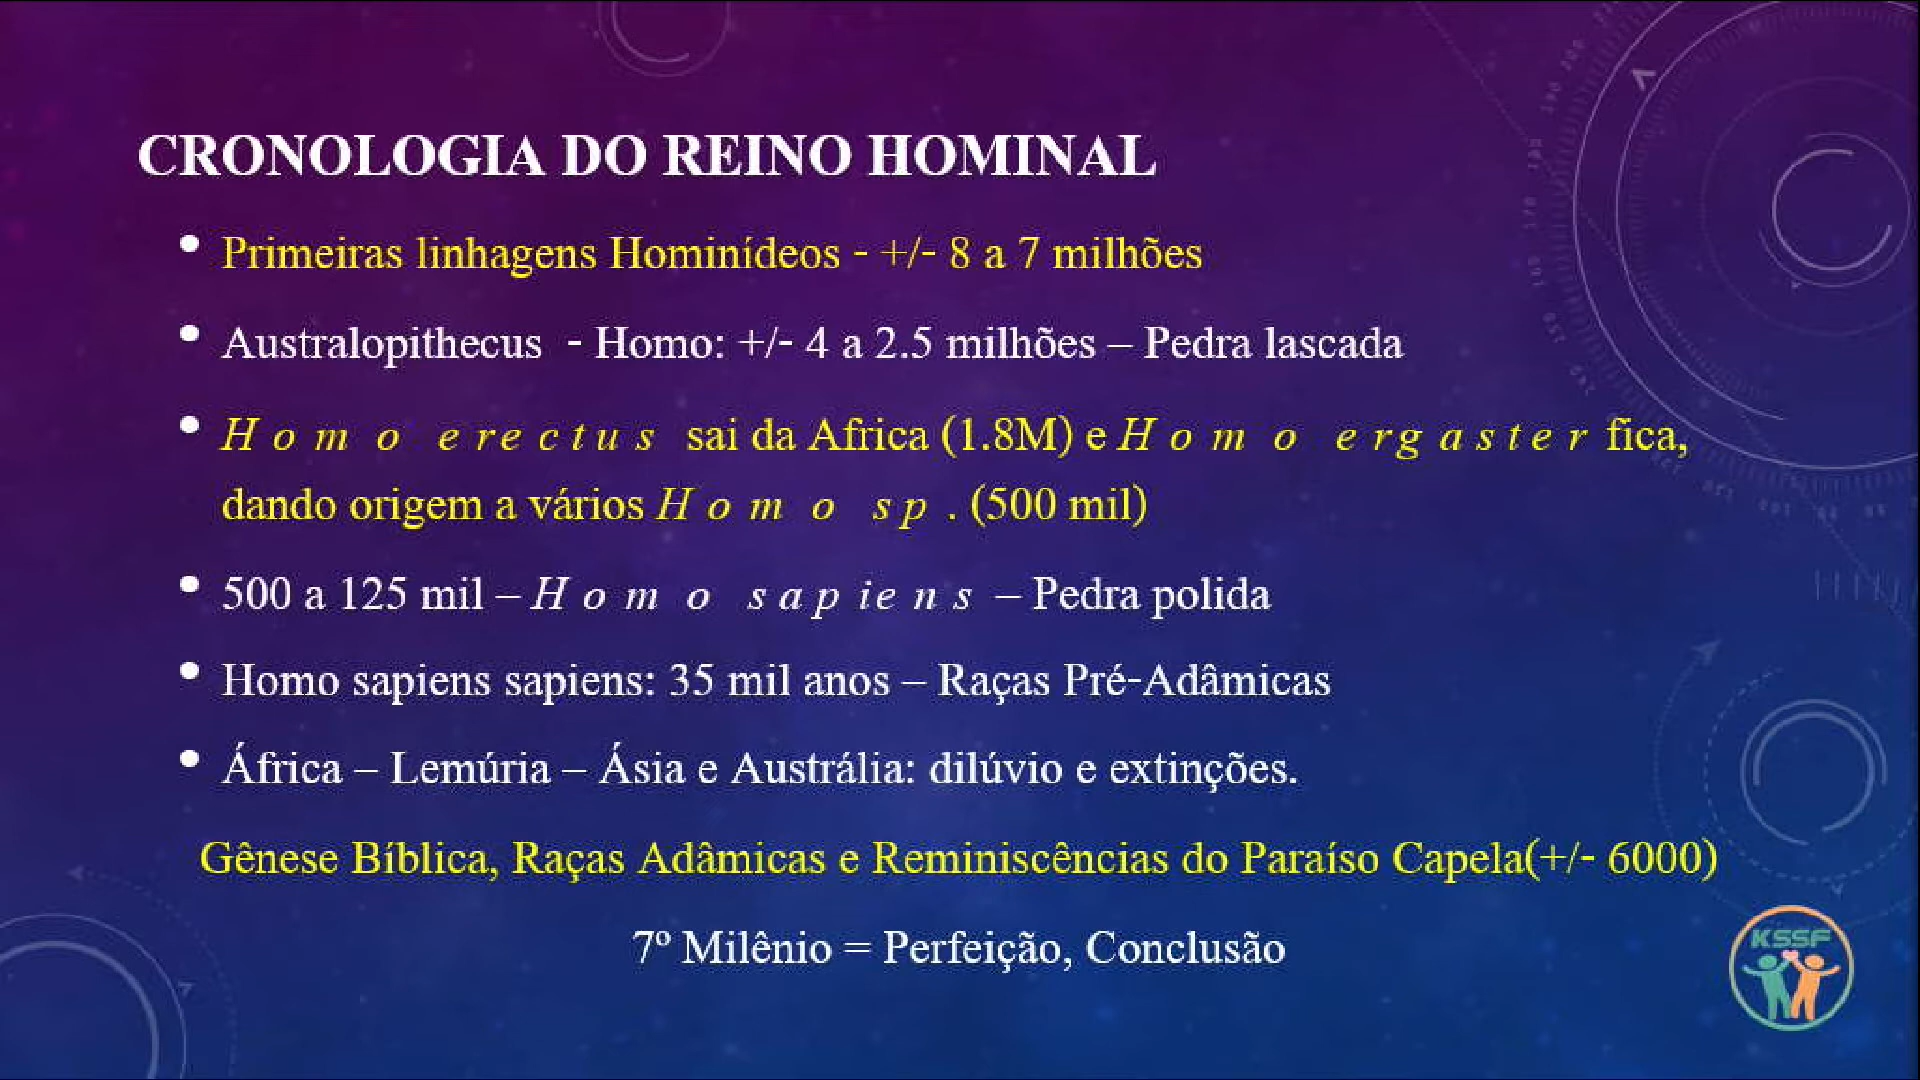 CRONOLOGIA DO REINO HOMINAL
• Primeiras linhagens Hominídeos - +/- 8 a 7 milhões
• Australopithecus - Homo: +/- 4 a 2.5 milhões – Pedra lascada
• Homo erectus sai da Africa (1.8M) e Homo ergaster fica,
dando origem a vários Homo sp. (500 mil)
• 500 a 125 mil – Homo sapiens – Pedra polida
• Homo sapiens sapiens: 35 mil anos – Raças Pré-Adâmicas
• África – Lemúria – Ásia e Austrália: dilúvio e extinções.
Gênese Bíblica, Raças Adâmicas e Reminiscências do Paraíso Capela(+/- 6000)
7º Milênio = Perfeição, Conclusão
KSSF